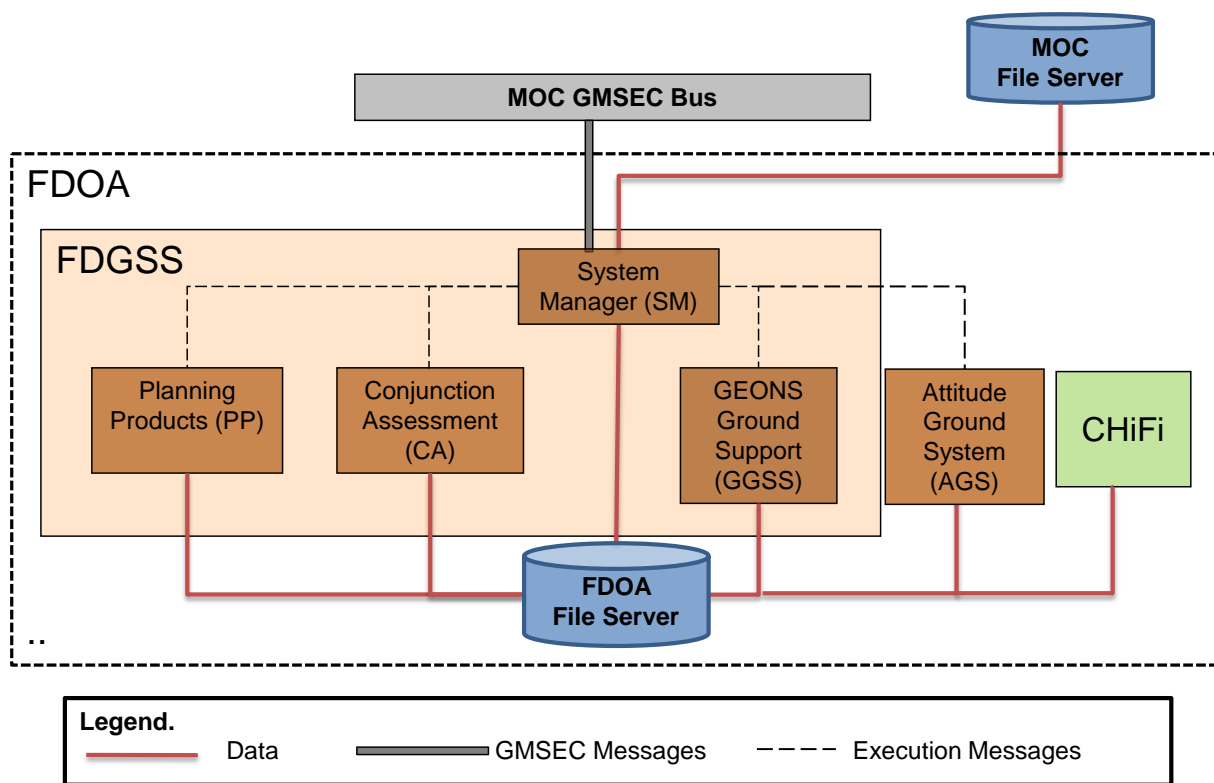 MOC
File Server
MOC GMSEC Bus
FDOA
FDGSS
System
Manager (SM)
Planning
Products (PP)
Conjunction
Assessment
(CA)
GEONS
Ground
Support
(GGSS)
Attitude
Ground
System
(AGS)
CHiFi
FDOA
File Server
..
Legend.
Data
GMSEC Messages
Execution Messages